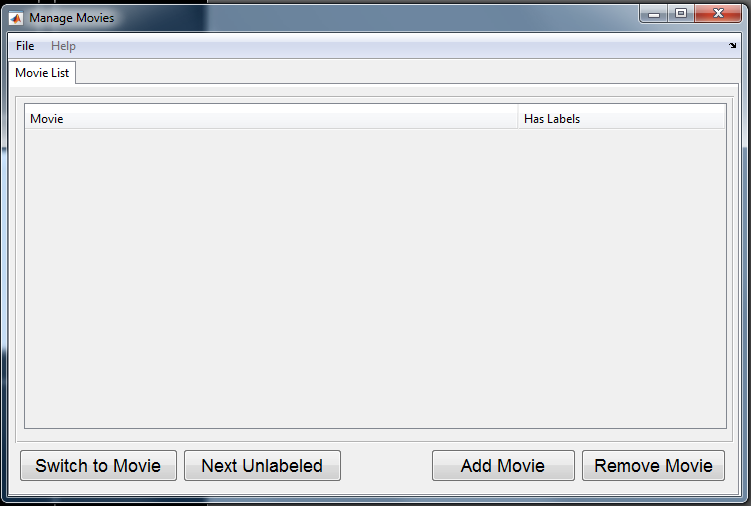 Manage Movies
File Help
Movie List
Movie Has Labels
Switch to Movie Next Unlabeled Add Movie Remove Movie